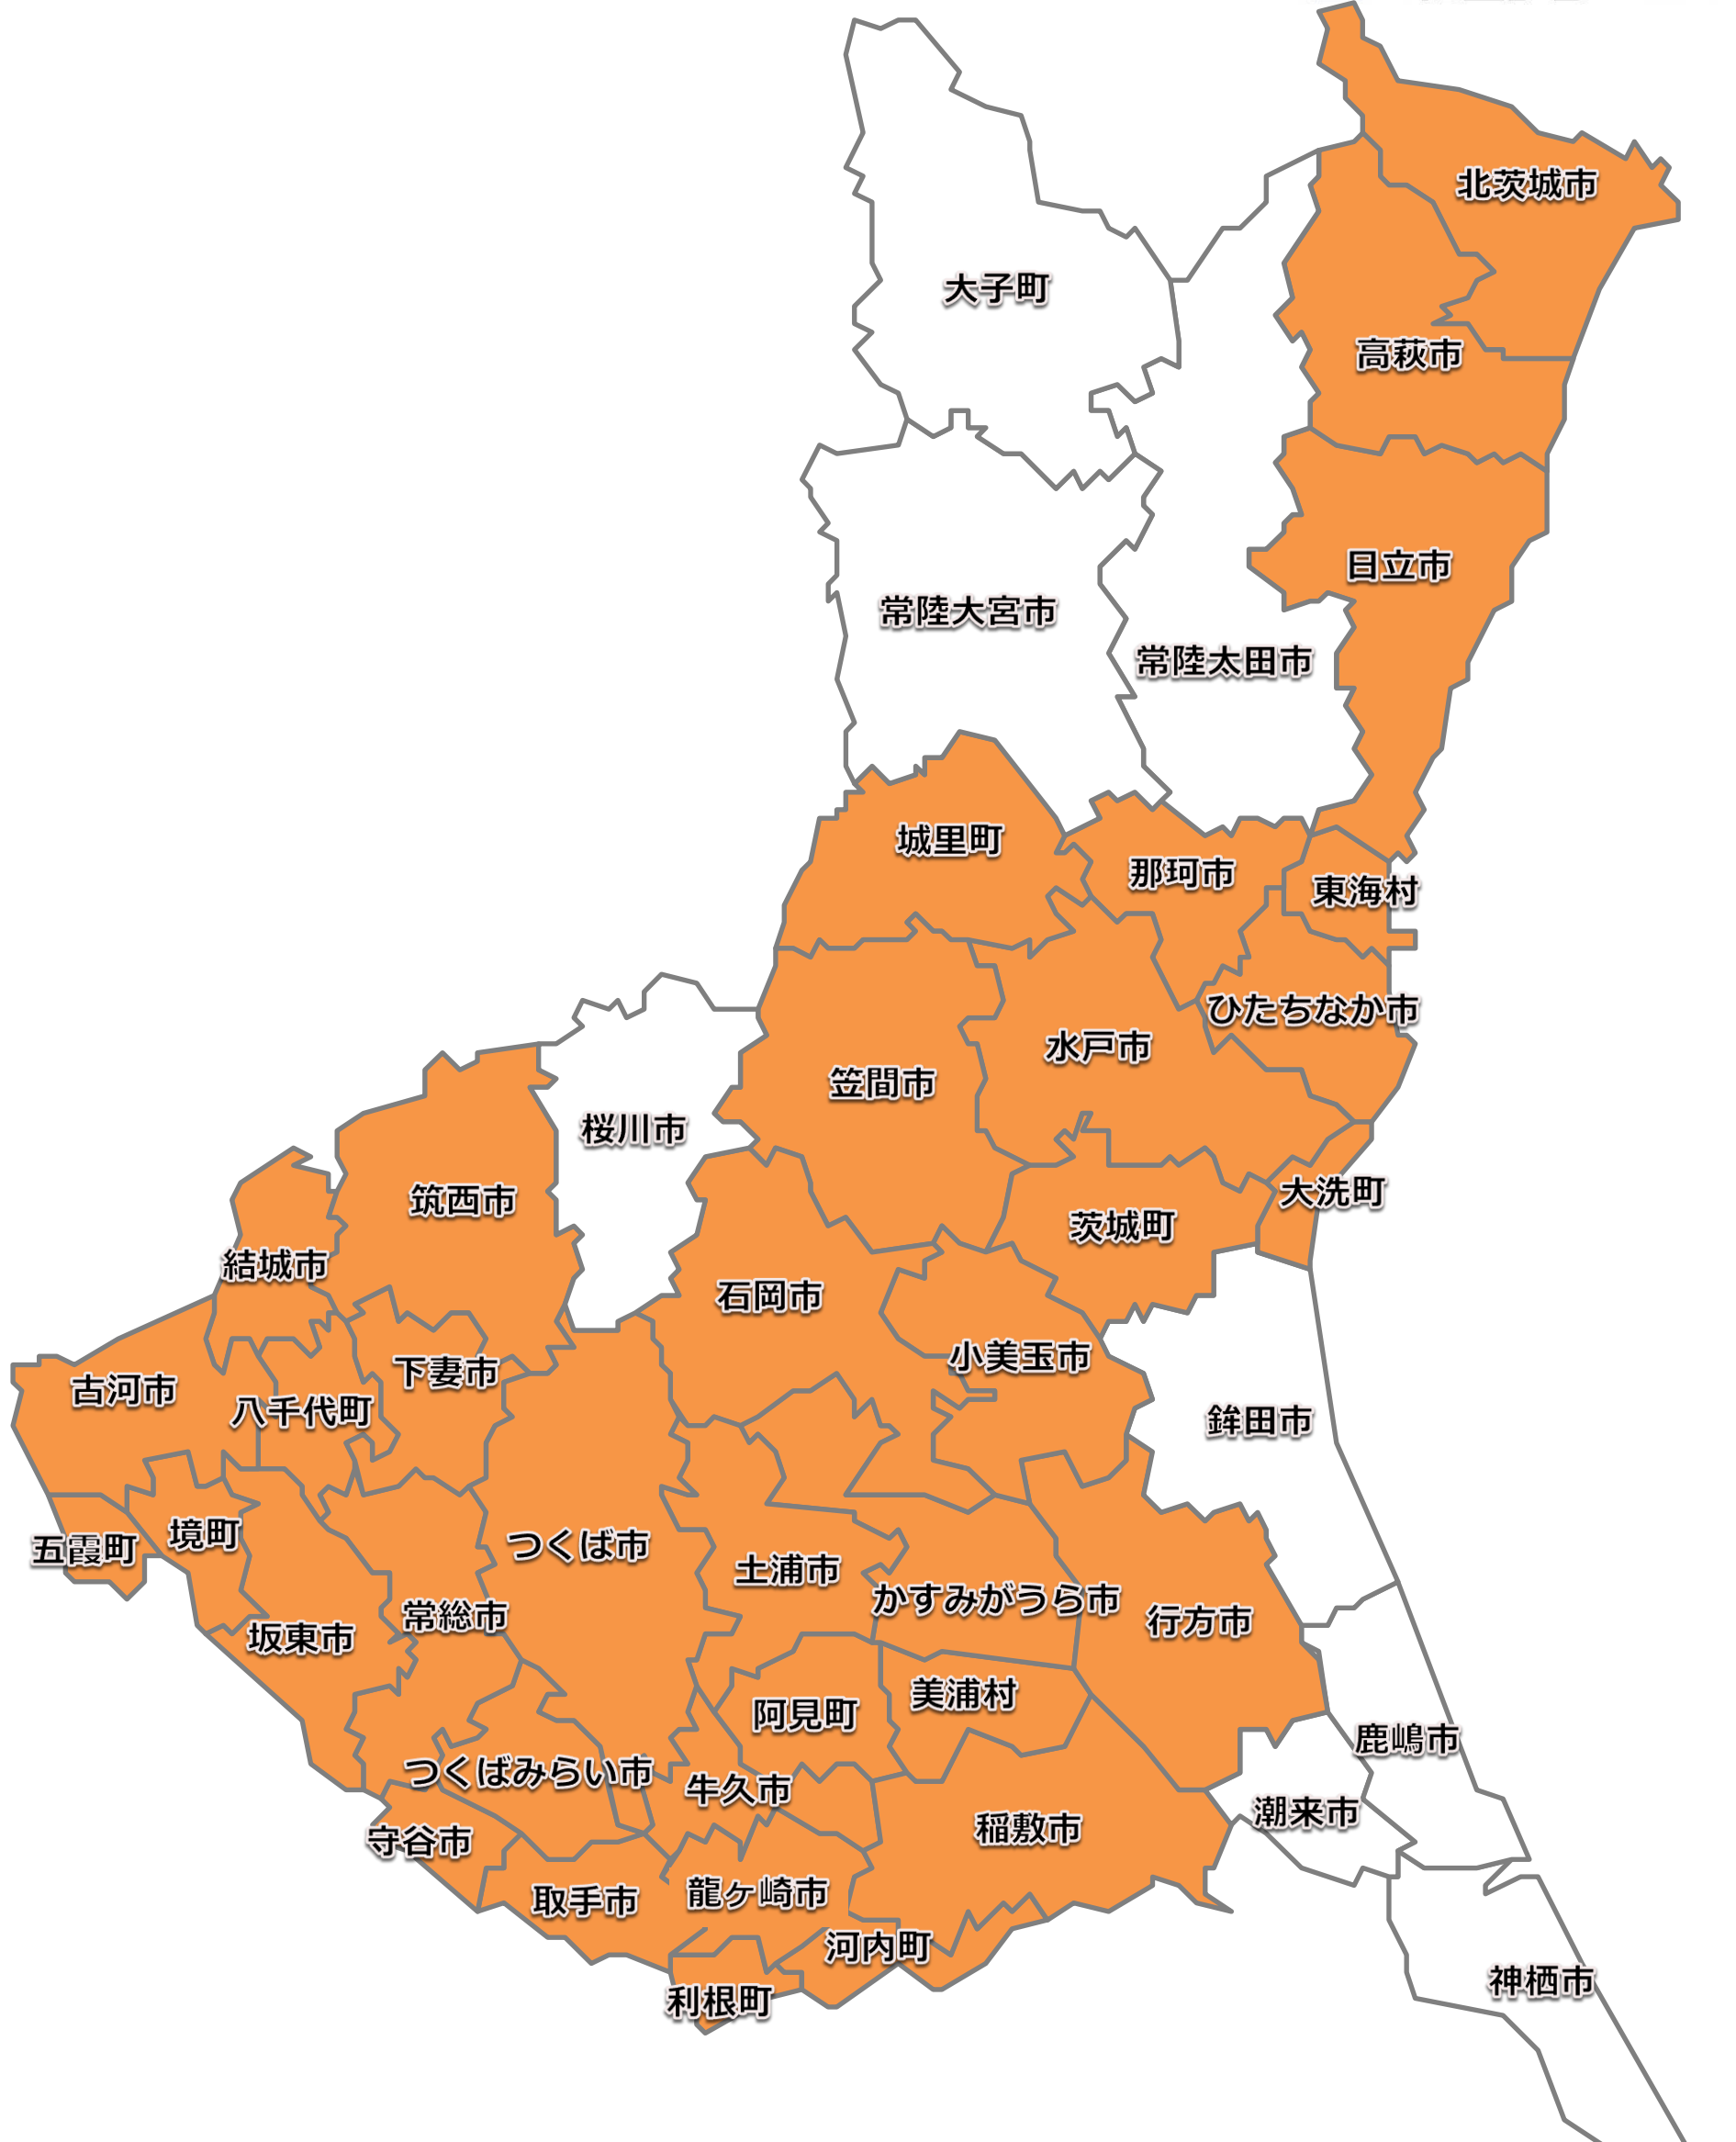 北茨城市
大子町
高萩市
日立市
常陸大宮市
常陸太田市
城里町
那珂市
東海村
ひたちなか市
水戸市
笠間市
桜川市
大洗町
筑西市
茨城町
結城市
石岡市
小美玉市
下妻市
古河市
八千代町
鉾田市
境町
つくば市
五霞町
土浦市
かすみがうら市
常総市
行方市
坂東市
美浦村
阿見町
鹿嶋市
つくばみらい市
牛久市
潮来市
稲敷市
守谷市
龍ヶ崎市
取手市
河内町
神栖市
利根町